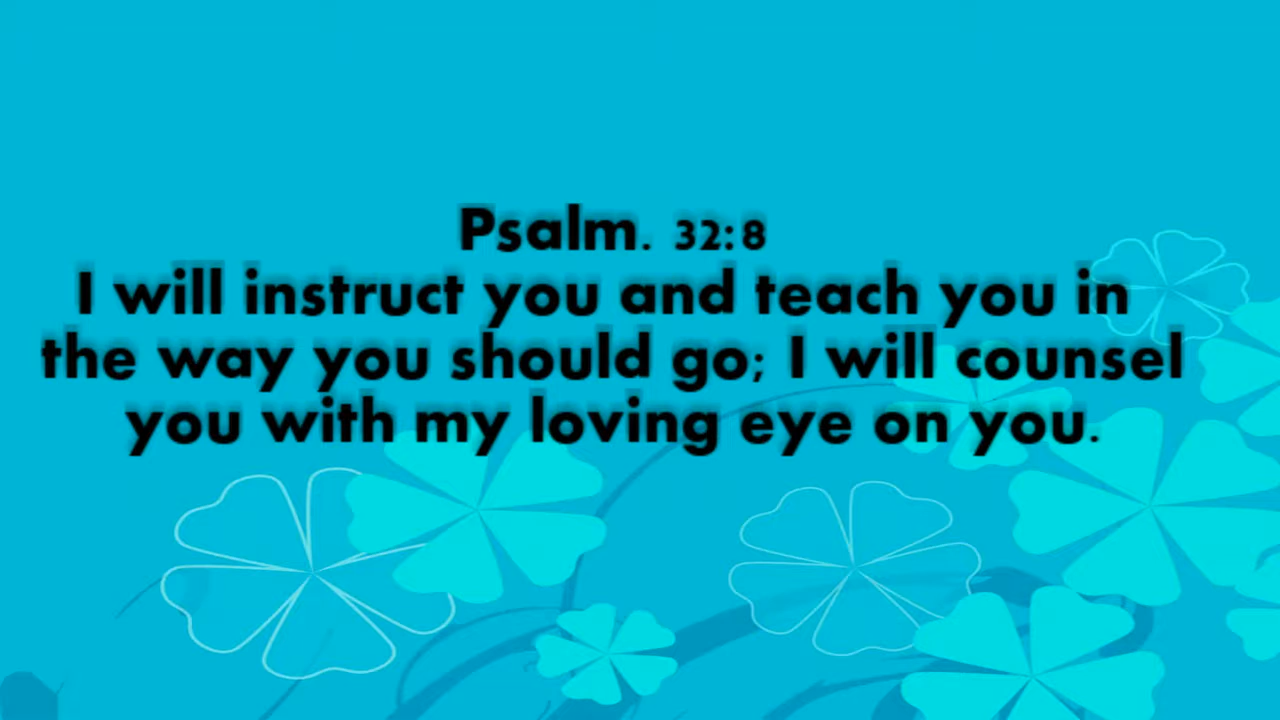 Psalm. 32:8
I will instruct you and teach you in
the way you should go; I will counsel
you with my loving eye on you.